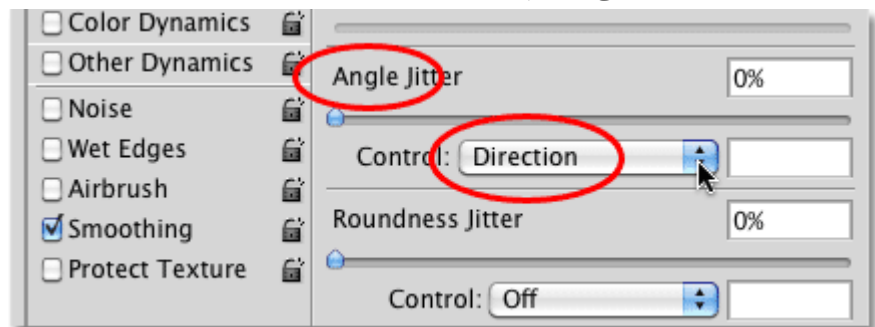 Color Dynamics
Other Dynamics
Noise
Wet Edges
Airbrush
Smoothing
Protect Texture
Angle Jitter 0%
Control: Direction
Roundness Jitter 0%
Control: Off